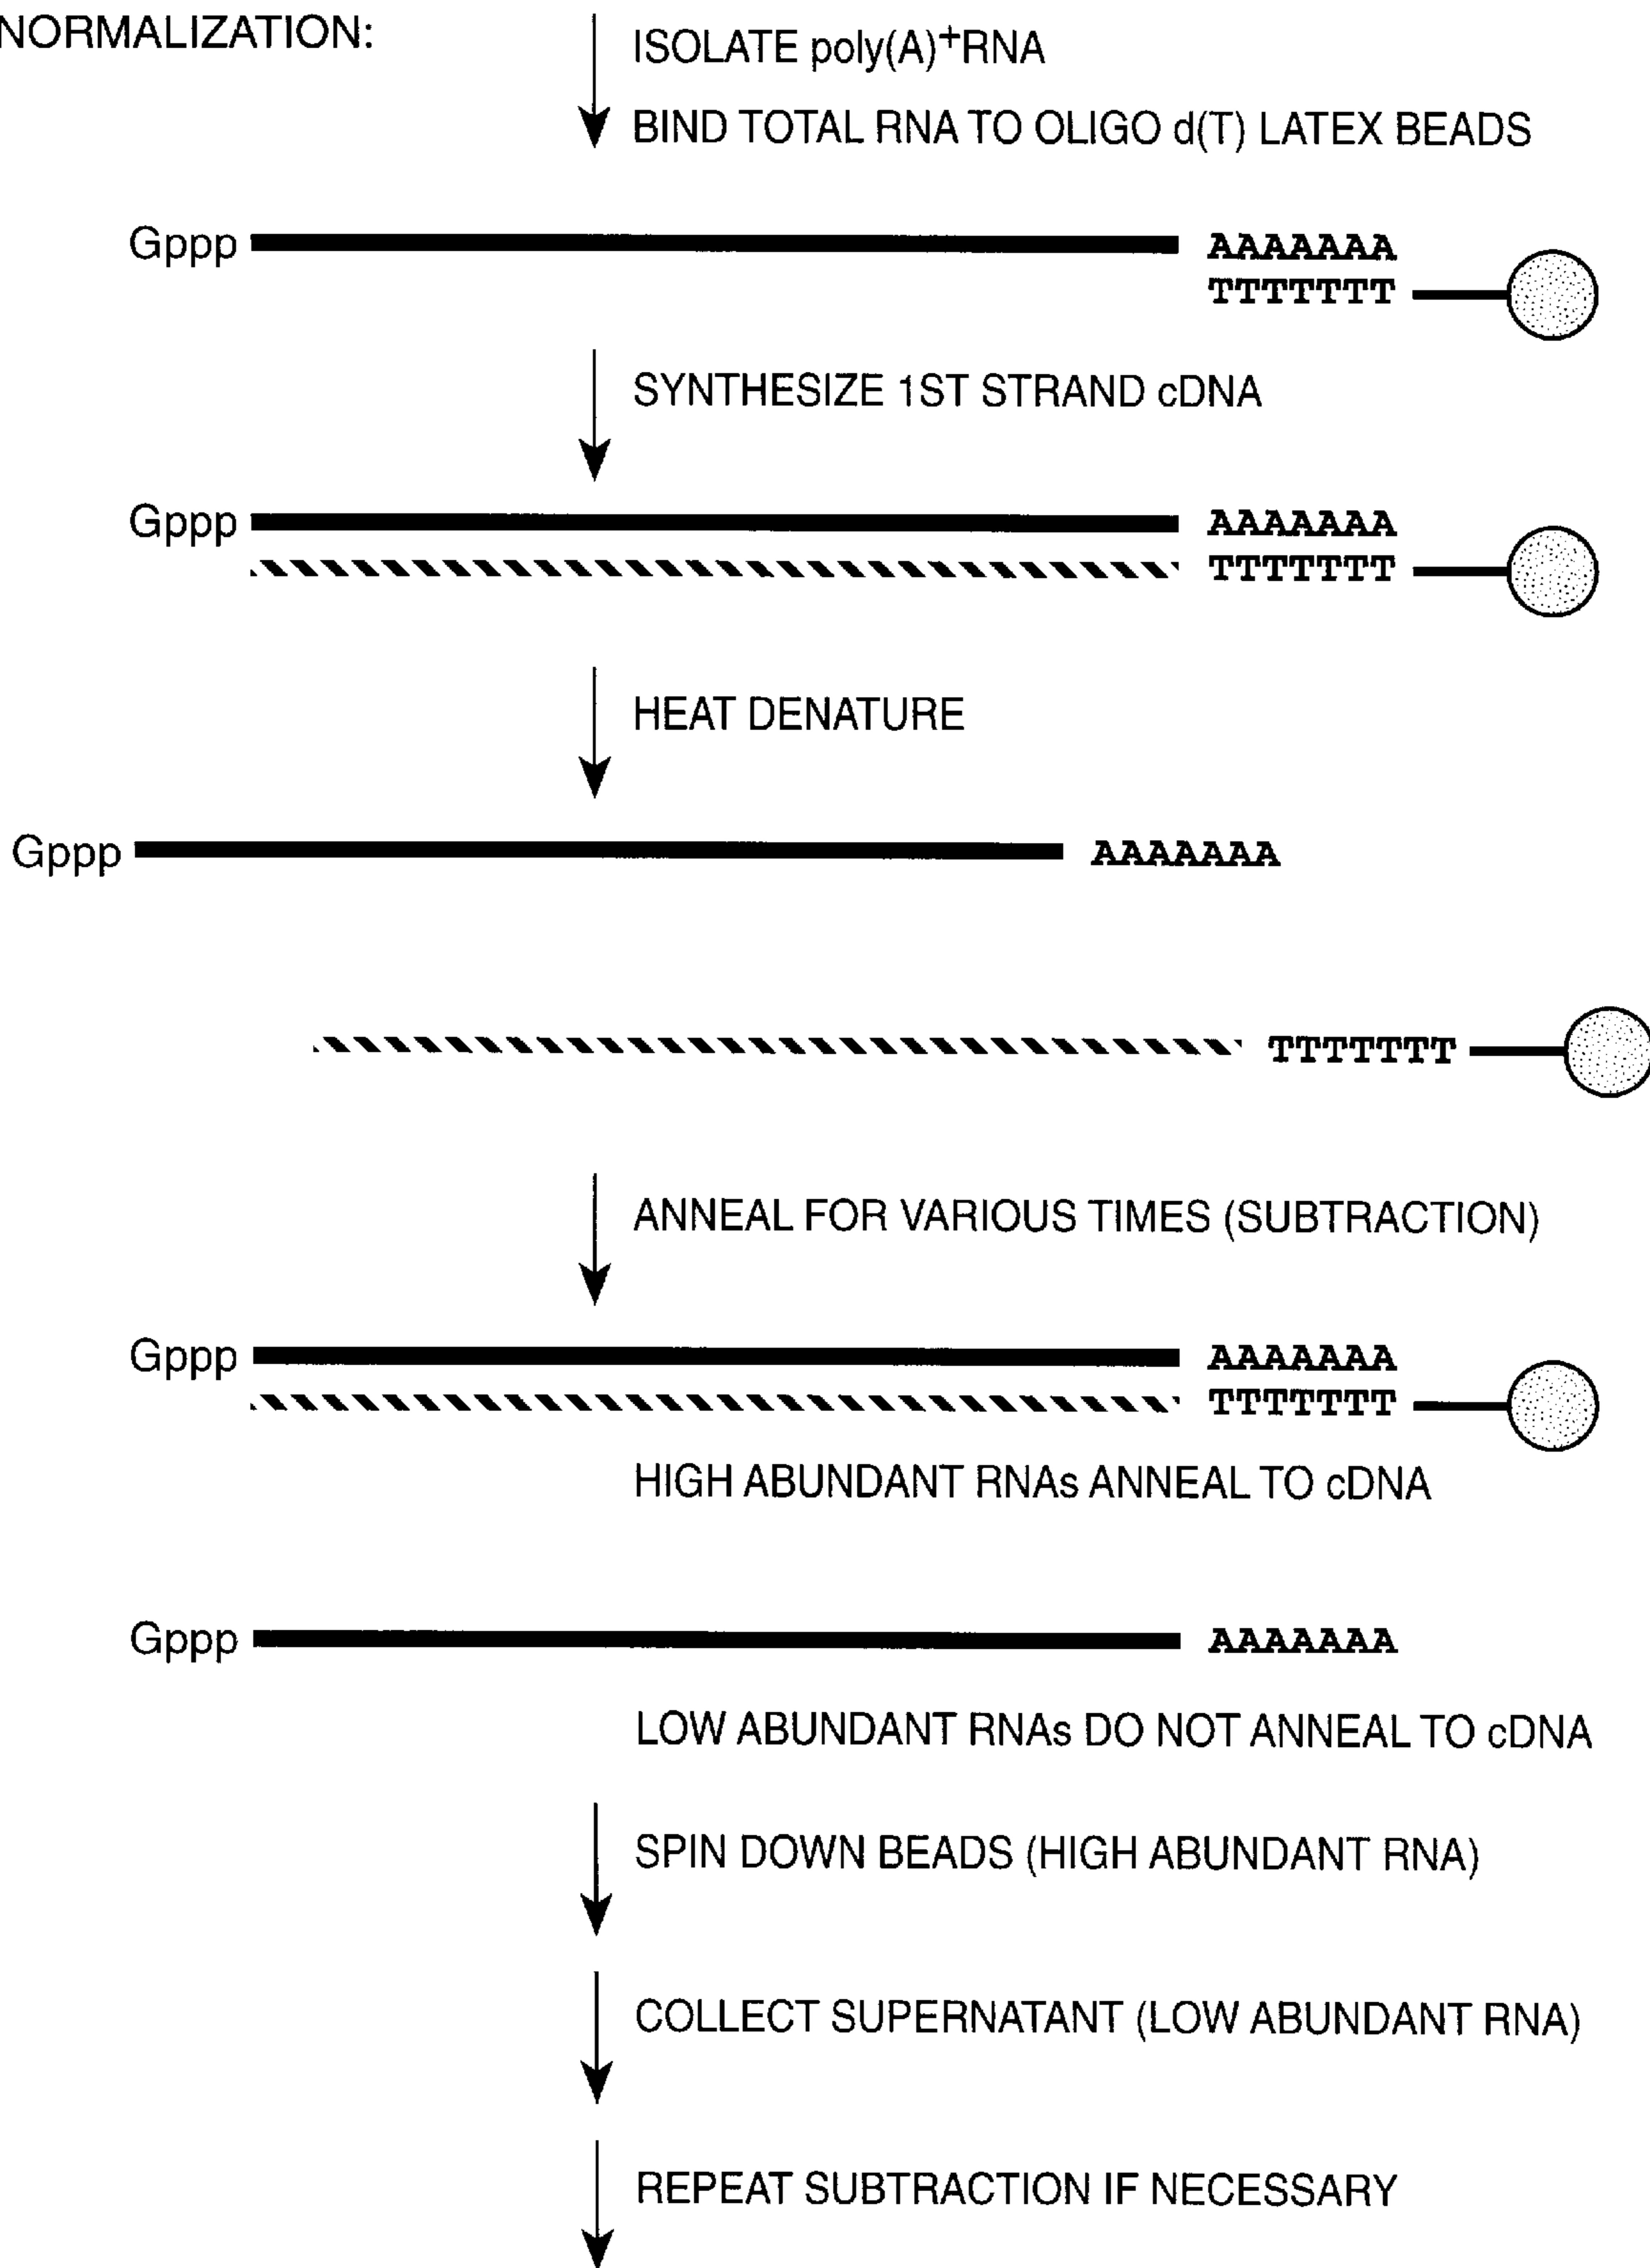 NORMALIZATION:
ISOLATE poly(A)+RNA
BIND TOTAL RNA TO OLIGO d(T) LATEX BEADS
Gppp AAAAAAA
TTTTTTT
SYNTHESIZE 1ST STRAND cDNA
Gppp AAAAAAA
TTTTTTT
HEAT DENATURE
Gppp AAAAAAA
TTTTTTT
ANNEAL FOR VARIOUS TIMES (SUBTRACTION)
Gppp AAAAAAA
TTTTTTT
HIGH ABUNDANT RNAs ANNEAL TO cDNA
Gppp AAAAAAA
LOW ABUNDANT RNAs DO NOT ANNEAL TO cDNA
SPIN DOWN BEADS (HIGH ABUNDANT RNA)
COLLECT SUPERNATANT (LOW ABUNDANT RNA)
REPEAT SUBTRACTION IF NECESSARY